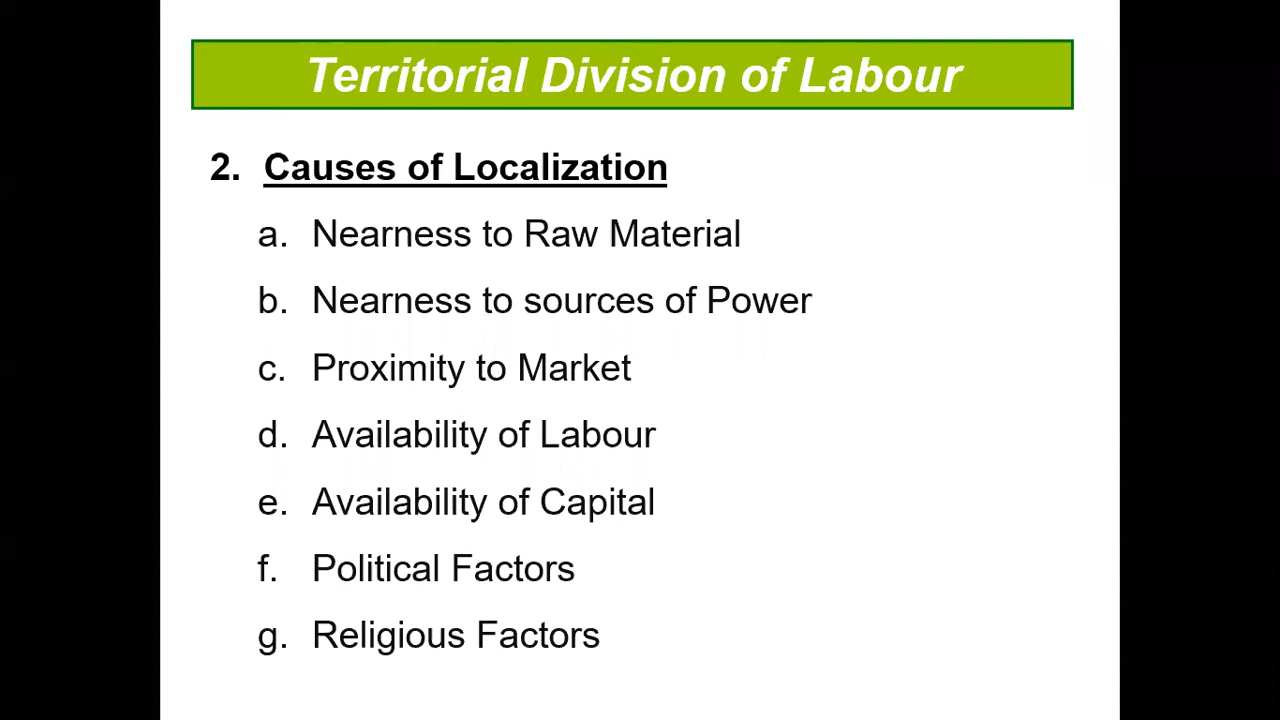 Territorial Division of Labour
2. Causes of Localization
a. Nearness to Raw Material
b. Nearness to sources of Power
c. Proximity to Market
d. Availability of Labour
e. Availability of Capital
f. Political Factors
g. Religious Factors